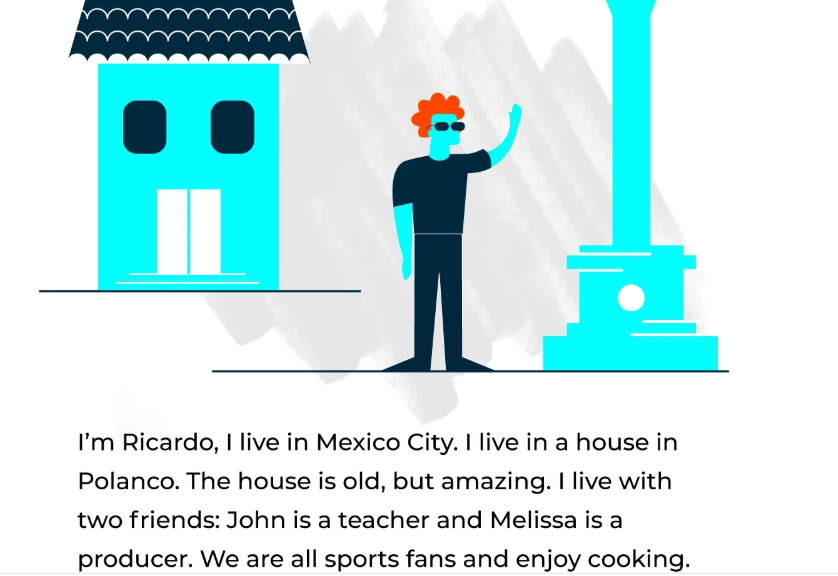 I'm Ricardo, I live in Mexico City. I live in a house in
Polanco. The house is old, but amazing. I live with
two friends: John is a teacher and Melissa is a
producer. We are all sports fans and enjoy cooking.